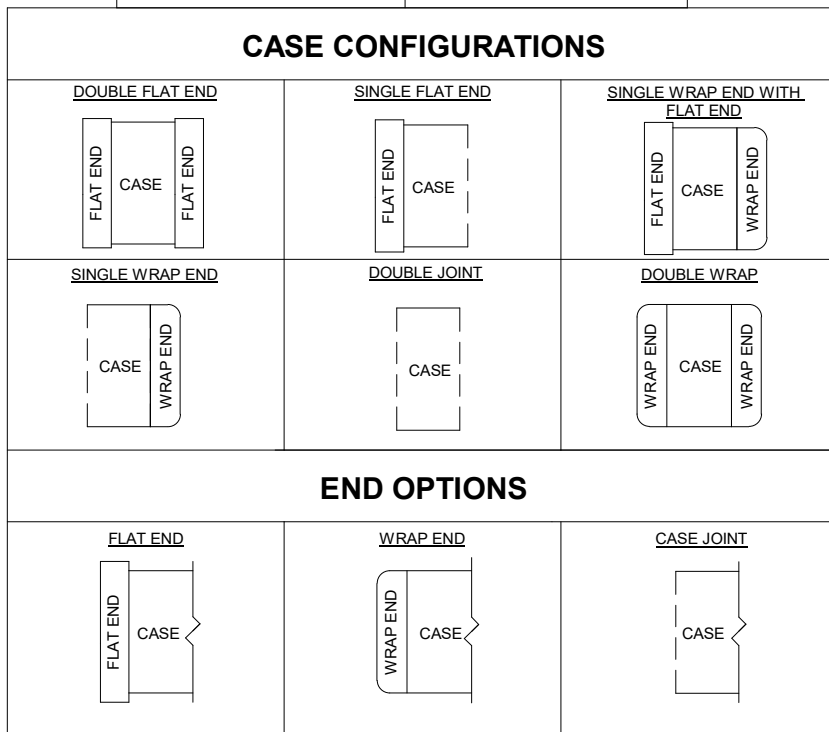 CASE CONFIGURATIONS
DOUBLE FLAT END
FLAT END
CASE
FLAT END
SINGLE FLAT END
FLAT END
CASE
SINGLE WRAP END WITH
FLAT END
FLAT END
CASE
WRAP END
SINGLE WRAP END
CASE
WRAP END
DOUBLE JOINT
CASE
DOUBLE WRAP
WRAP END
CASE
WRAP END
END OPTIONS
FLAT END
FLAT END
CASE
WRAP END
WRAP END
CASE
CASE JOINT
CASE